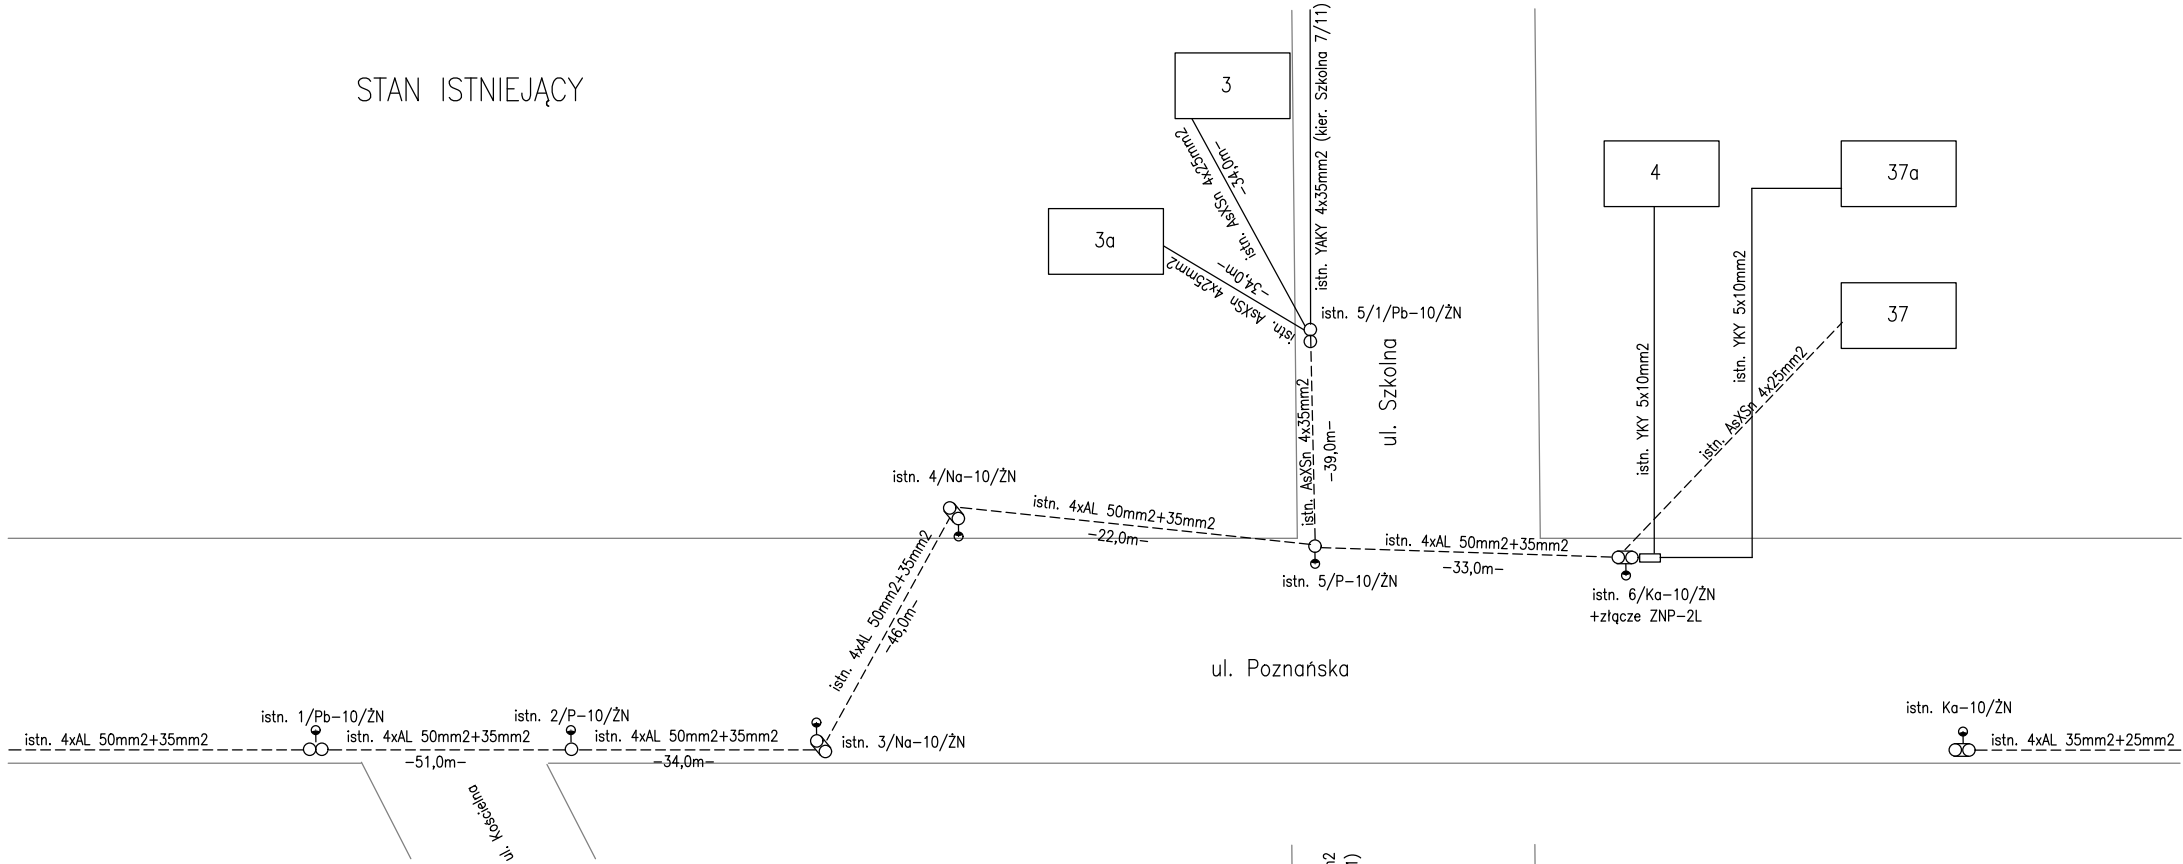 STAN ISTNIEJĄCY
3
istn. AsXSn 4x25mm2
-34,0m-
3a
istn. AsXSn 4x25mm2
-34,0m-
istn. YAKY 4x35mm2 (kier. Szkolna 7/11)
4
37a
37
istn. YKY 5x10mm2
istn. YKY 5x10mm2
istn. AsXSn 4x25mm2
istn. 5/1/Pb-10/ŻN
ul. Szkolna
istn. AsXSn 4x35mm2
-39,0m-
istn. 4/Na-10/ŻN
istn. 4xAL 50mm2+35mm2
-22,0m-
istn. 4xAL 50mm2+35mm2
-33,0m-
istn. 5/P-10/ŻN
istn. 6/Ka-10/ŻN
+złącze ZNP-2L
istn. 4xAL 50mm2+35mm2
-46,0m-
ul. Poznańska
istn. 4xAL 50mm2+35mm2
istn. 1/Pb-10/ŻN
istn. 4xAL 50mm2+35mm2
-51,0m-
istn. 2/P-10/ŻN
istn. 4xAL 50mm2+35mm2
-34,0m-
istn. 3/Na-10/ŻN
istn. Ka-10/ŻN
istn. 4xAL 35mm2+25mm2
ul. Kościelna